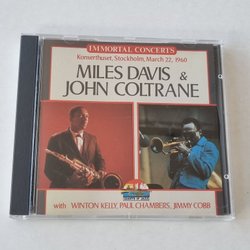 IMMORTAL CONCERTS
Konserthuset, Stockholm, March 22, 1960
MILES DAVIS &
JOHN COLTRANE
with WINTON KELLY, PAUL CHAMBERS, JIMMY COBB